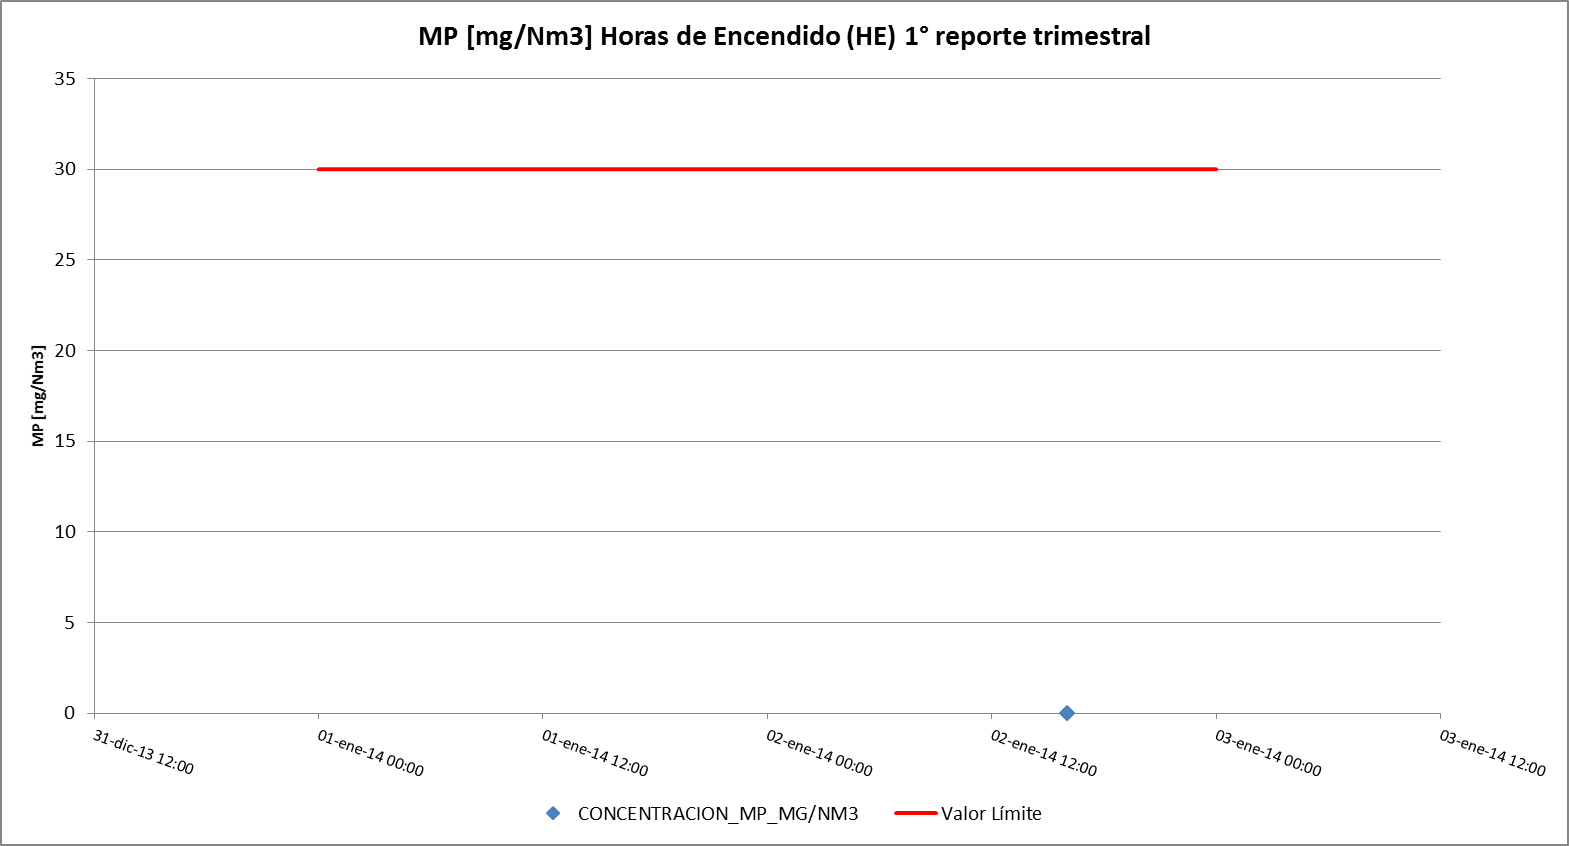 MP [mg/Nm3] Horas de Encendido (HE) 1° reporte trimestral
35
30
25
20
15
10
5
0
MP [mg/Nm3]
31-dic-13 12:00
01-ene-14 00:00
01-ene-14 12:00
02-ene-14 00:00
02-ene-14 12:00
03-ene-14 00:00
03-ene-14 12:00
CONCENTRACION_MP_MG/NM3
Valor Límite